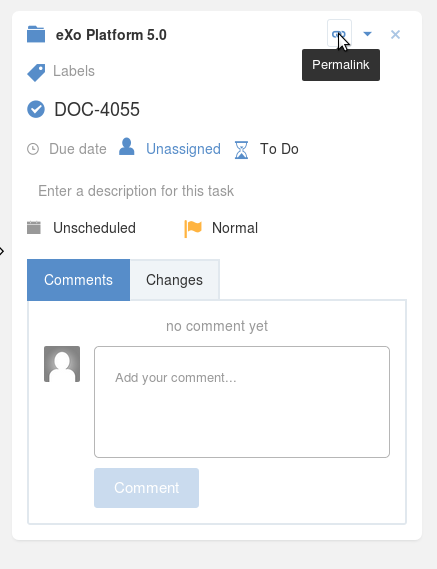 eXo Platform 5.0
Permalink
Labels
DOC-4055
Due date Unassigned To Do
Enter a description for this task
Unscheduled Normal
Comments Changes
no comment yet
Add your comment...
Comment